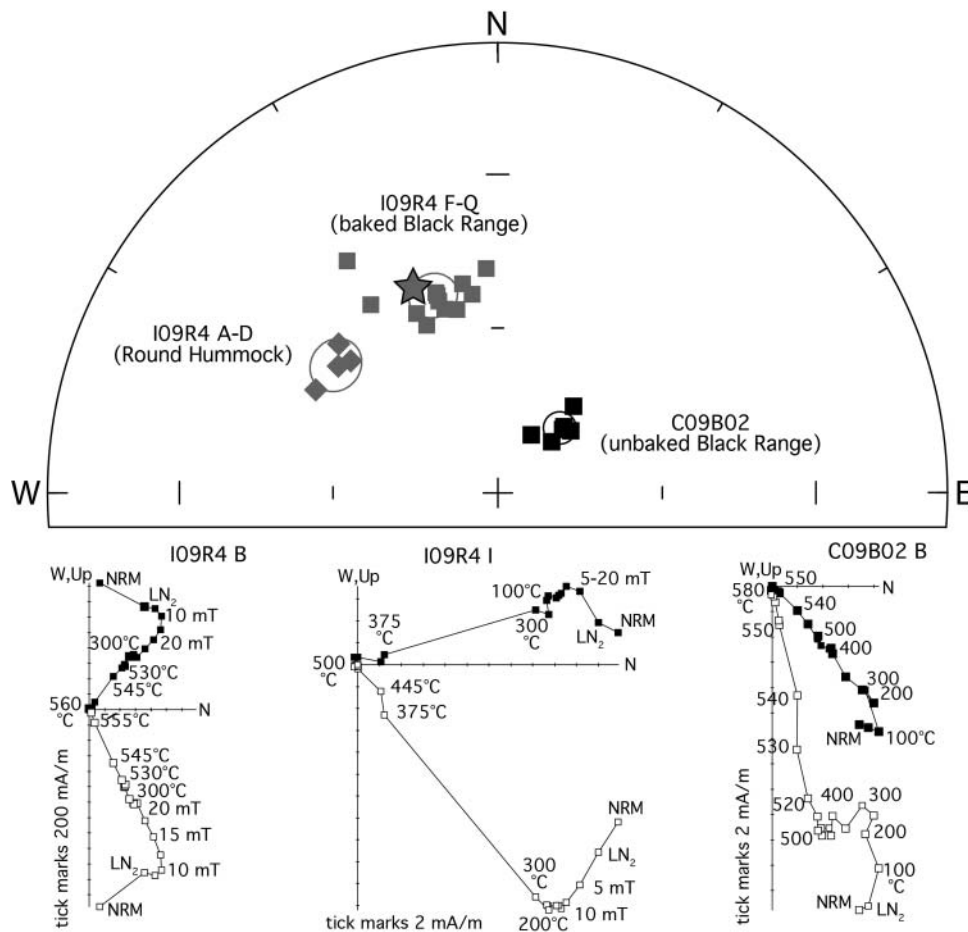 N
I09R4 F-Q
(baked Black Range)
I09R4 A-D
(Round Hummock)
C09B02
(unbaked Black Range)
W
E
I09R4 B
W,Up
NRM
LN₂
10 mT
20 mT
300°C
530°C
545°C
560
°C
N
555°C
545°C
530°C
300°C
20 mT
15 mT
LN₂
10 mT
NRM
tick marks 200 mA/m
I09R4 I
W,Up
5-20 mT
100°C
375
°C
300
°C
LN₂
NRM
500
°C
N
445°C
375°C
NRM
LN₂
300
°C
5 mT
10 mT
200°C
tick marks 2 mA/m
C09B02 B
W,Up
550
N
580
°C
540
550
500
400
300
200
540
NRM
100°C
530
520
400
300
500
200
100
°C
NRM
LN₂
tick marks 2 mA/m